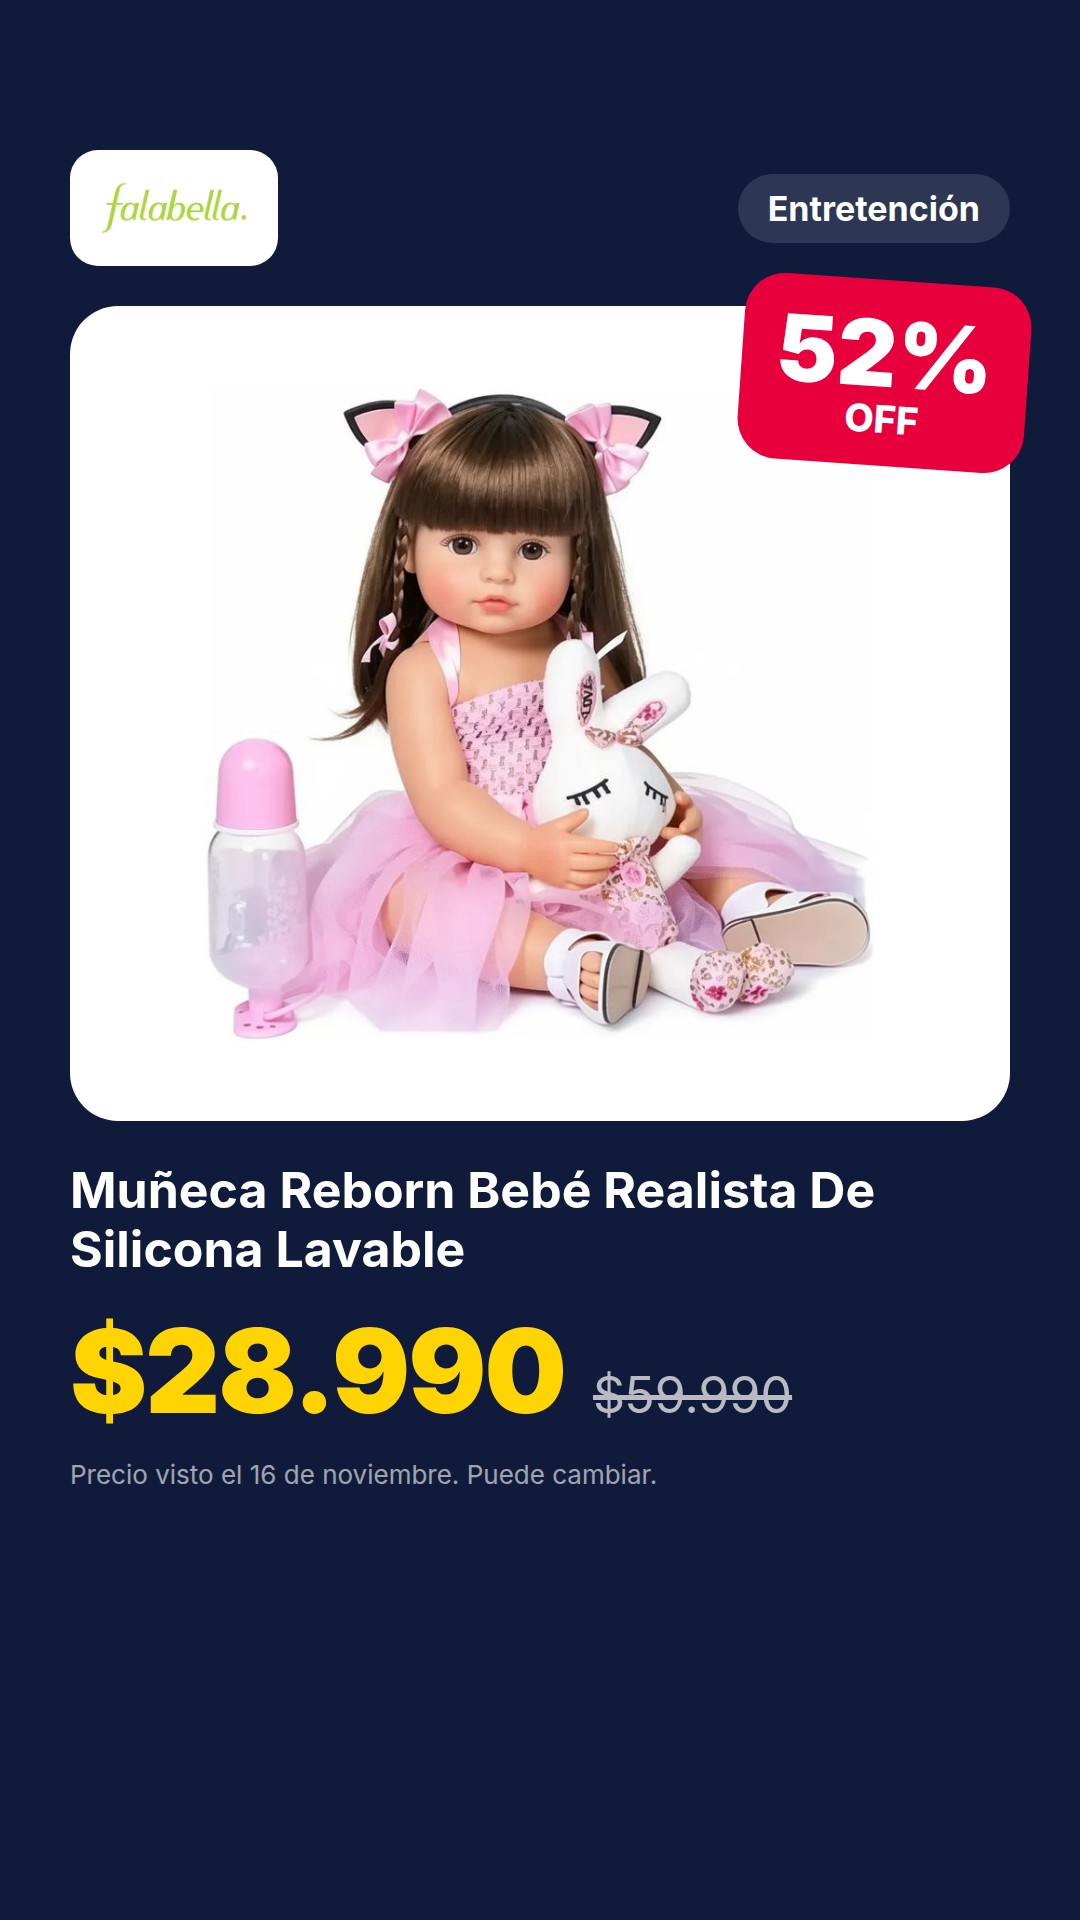 falabella.
Entretención
52%
OFF
LOVE
Muñeca Reborn Bebé Realista De
Silicona Lavable
$28.990 $59.990
Precio visto el 16 de noviembre. Puede cambiar.